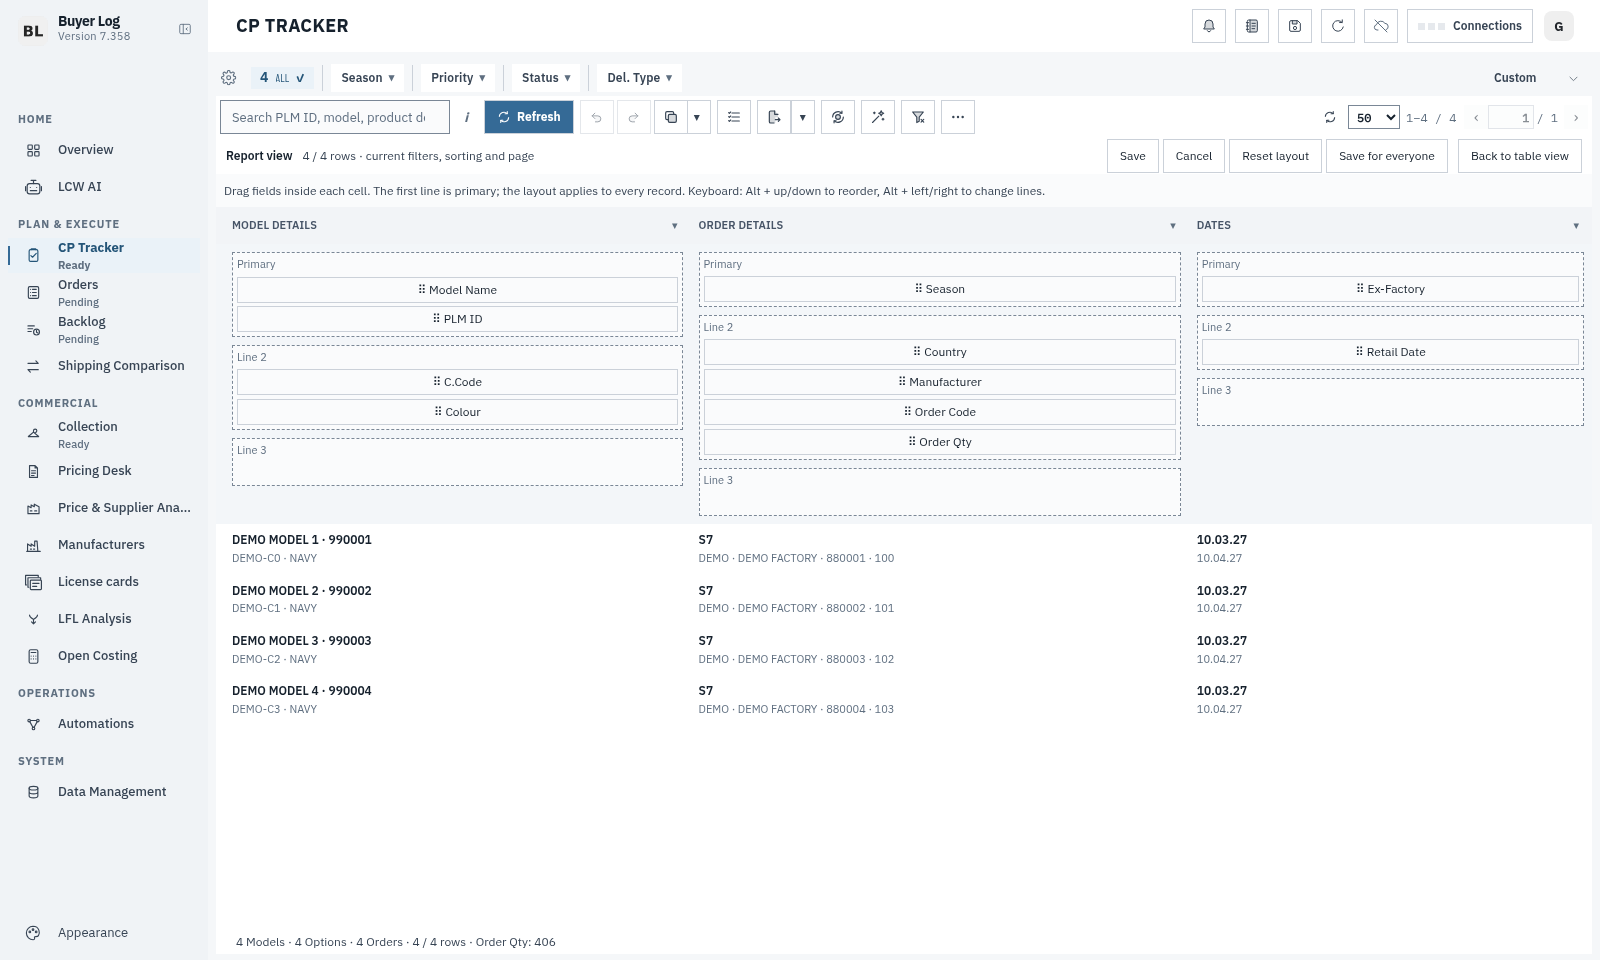 BL
Buyer Log
Version 7.358
HOME
Overview
LCW AI
PLAN & EXECUTE
CP Tracker
Ready
Orders
Pending
Backlog
Pending
Shipping Comparison
COMMERCIAL
Collection
Ready
Pricing Desk
Price & Supplier Ana...
Manufacturers
License cards
LFL Analysis
Open Costing
OPERATIONS
Automations
SYSTEM
Data Management
Appearance
CP TRACKER
Connections
G
4 ALL
Season
Priority
Status
Del. Type
Custom
Search PLM ID, model, product d
i
Refresh
50
1–4 / 4
1 / 1
Report view 4 / 4 rows · current filters, sorting and page
Save
Cancel
Reset layout
Save for everyone
Back to table view
Drag fields inside each cell. The first line is primary; the layout applies to every record. Keyboard: Alt + up/down to reorder, Alt + left/right to change lines.
MODEL DETAILS
ORDER DETAILS
DATES
Primary
Model Name
PLM ID
Line 2
C.Code
Colour
Line 3
Primary
Season
Line 2
Country
Manufacturer
Order Code
Order Qty
Line 3
Primary
Ex-Factory
Line 2
Retail Date
Line 3
DEMO MODEL 1 · 990001 S7 10.03.27
DEMO-C0 · NAVY DEMO · DEMO FACTORY · 880001 · 100 10.04.27
DEMO MODEL 2 · 990002 S7 10.03.27
DEMO-C1 · NAVY DEMO · DEMO FACTORY · 880002 · 101 10.04.27
DEMO MODEL 3 · 990003 S7 10.03.27
DEMO-C2 · NAVY DEMO · DEMO FACTORY · 880003 · 102 10.04.27
DEMO MODEL 4 · 990004 S7 10.03.27
DEMO-C3 · NAVY DEMO · DEMO FACTORY · 880004 · 103 10.04.27
4 Models · 4 Options · 4 Orders · 4 / 4 rows · Order Qty: 406